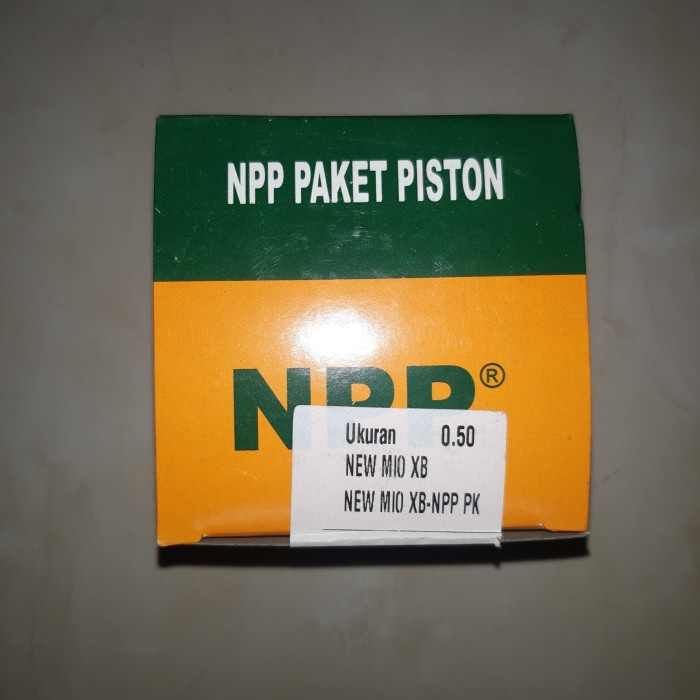 NPP PAKET PISTON
NPP®
Ukuran 0.50
NEW MIO XB
NEW MIO XB-NPP PK